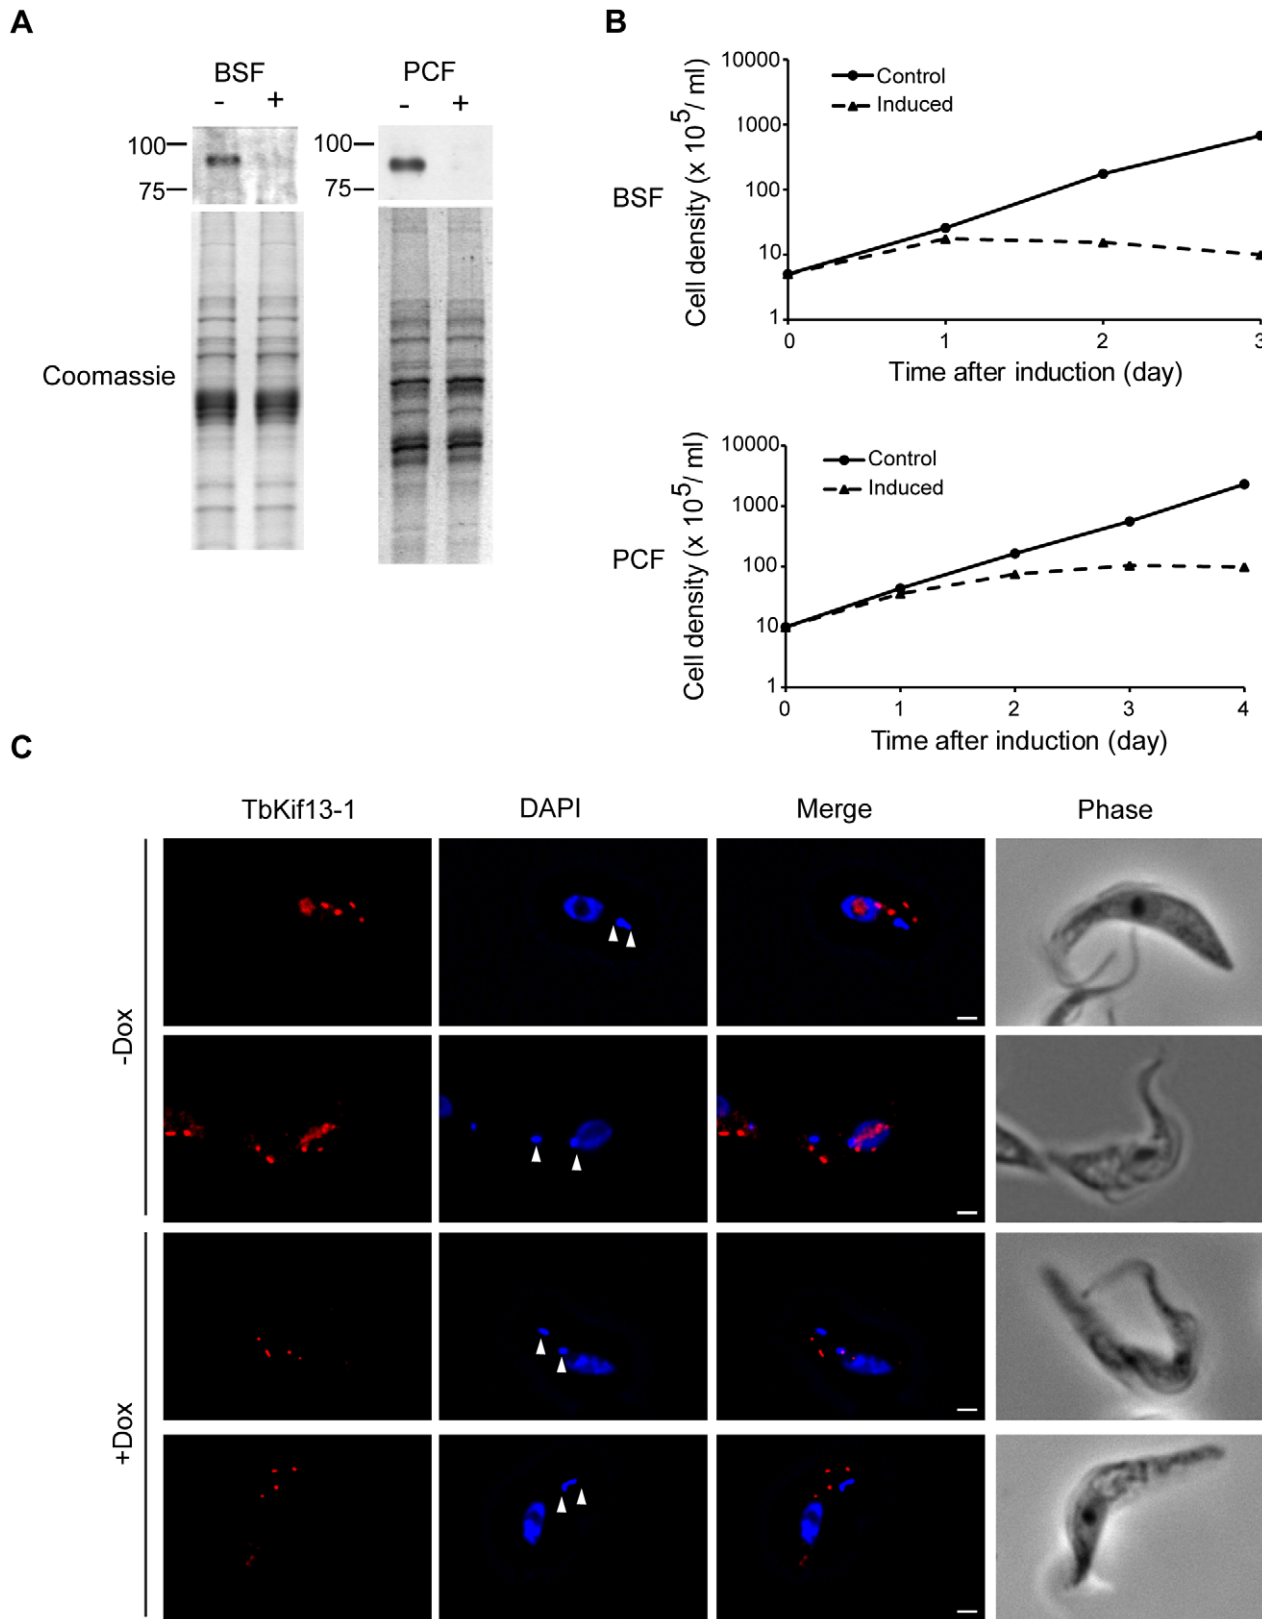 A
BSF
PCF
- +
- +
100
75
100
75
Coomassie
B
BSF
Cell density (x 10⁵/ ml)
10000
1000
100
10
1
Control
Induced
0 1 2 3
Time after induction (day)
PCF
Cell density (x 10⁵/ ml)
10000
1000
100
10
1
Control
Induced
0 1 2 3 4
Time after induction (day)
C
TbKif13-1 DAPI Merge Phase
-Dox
+Dox